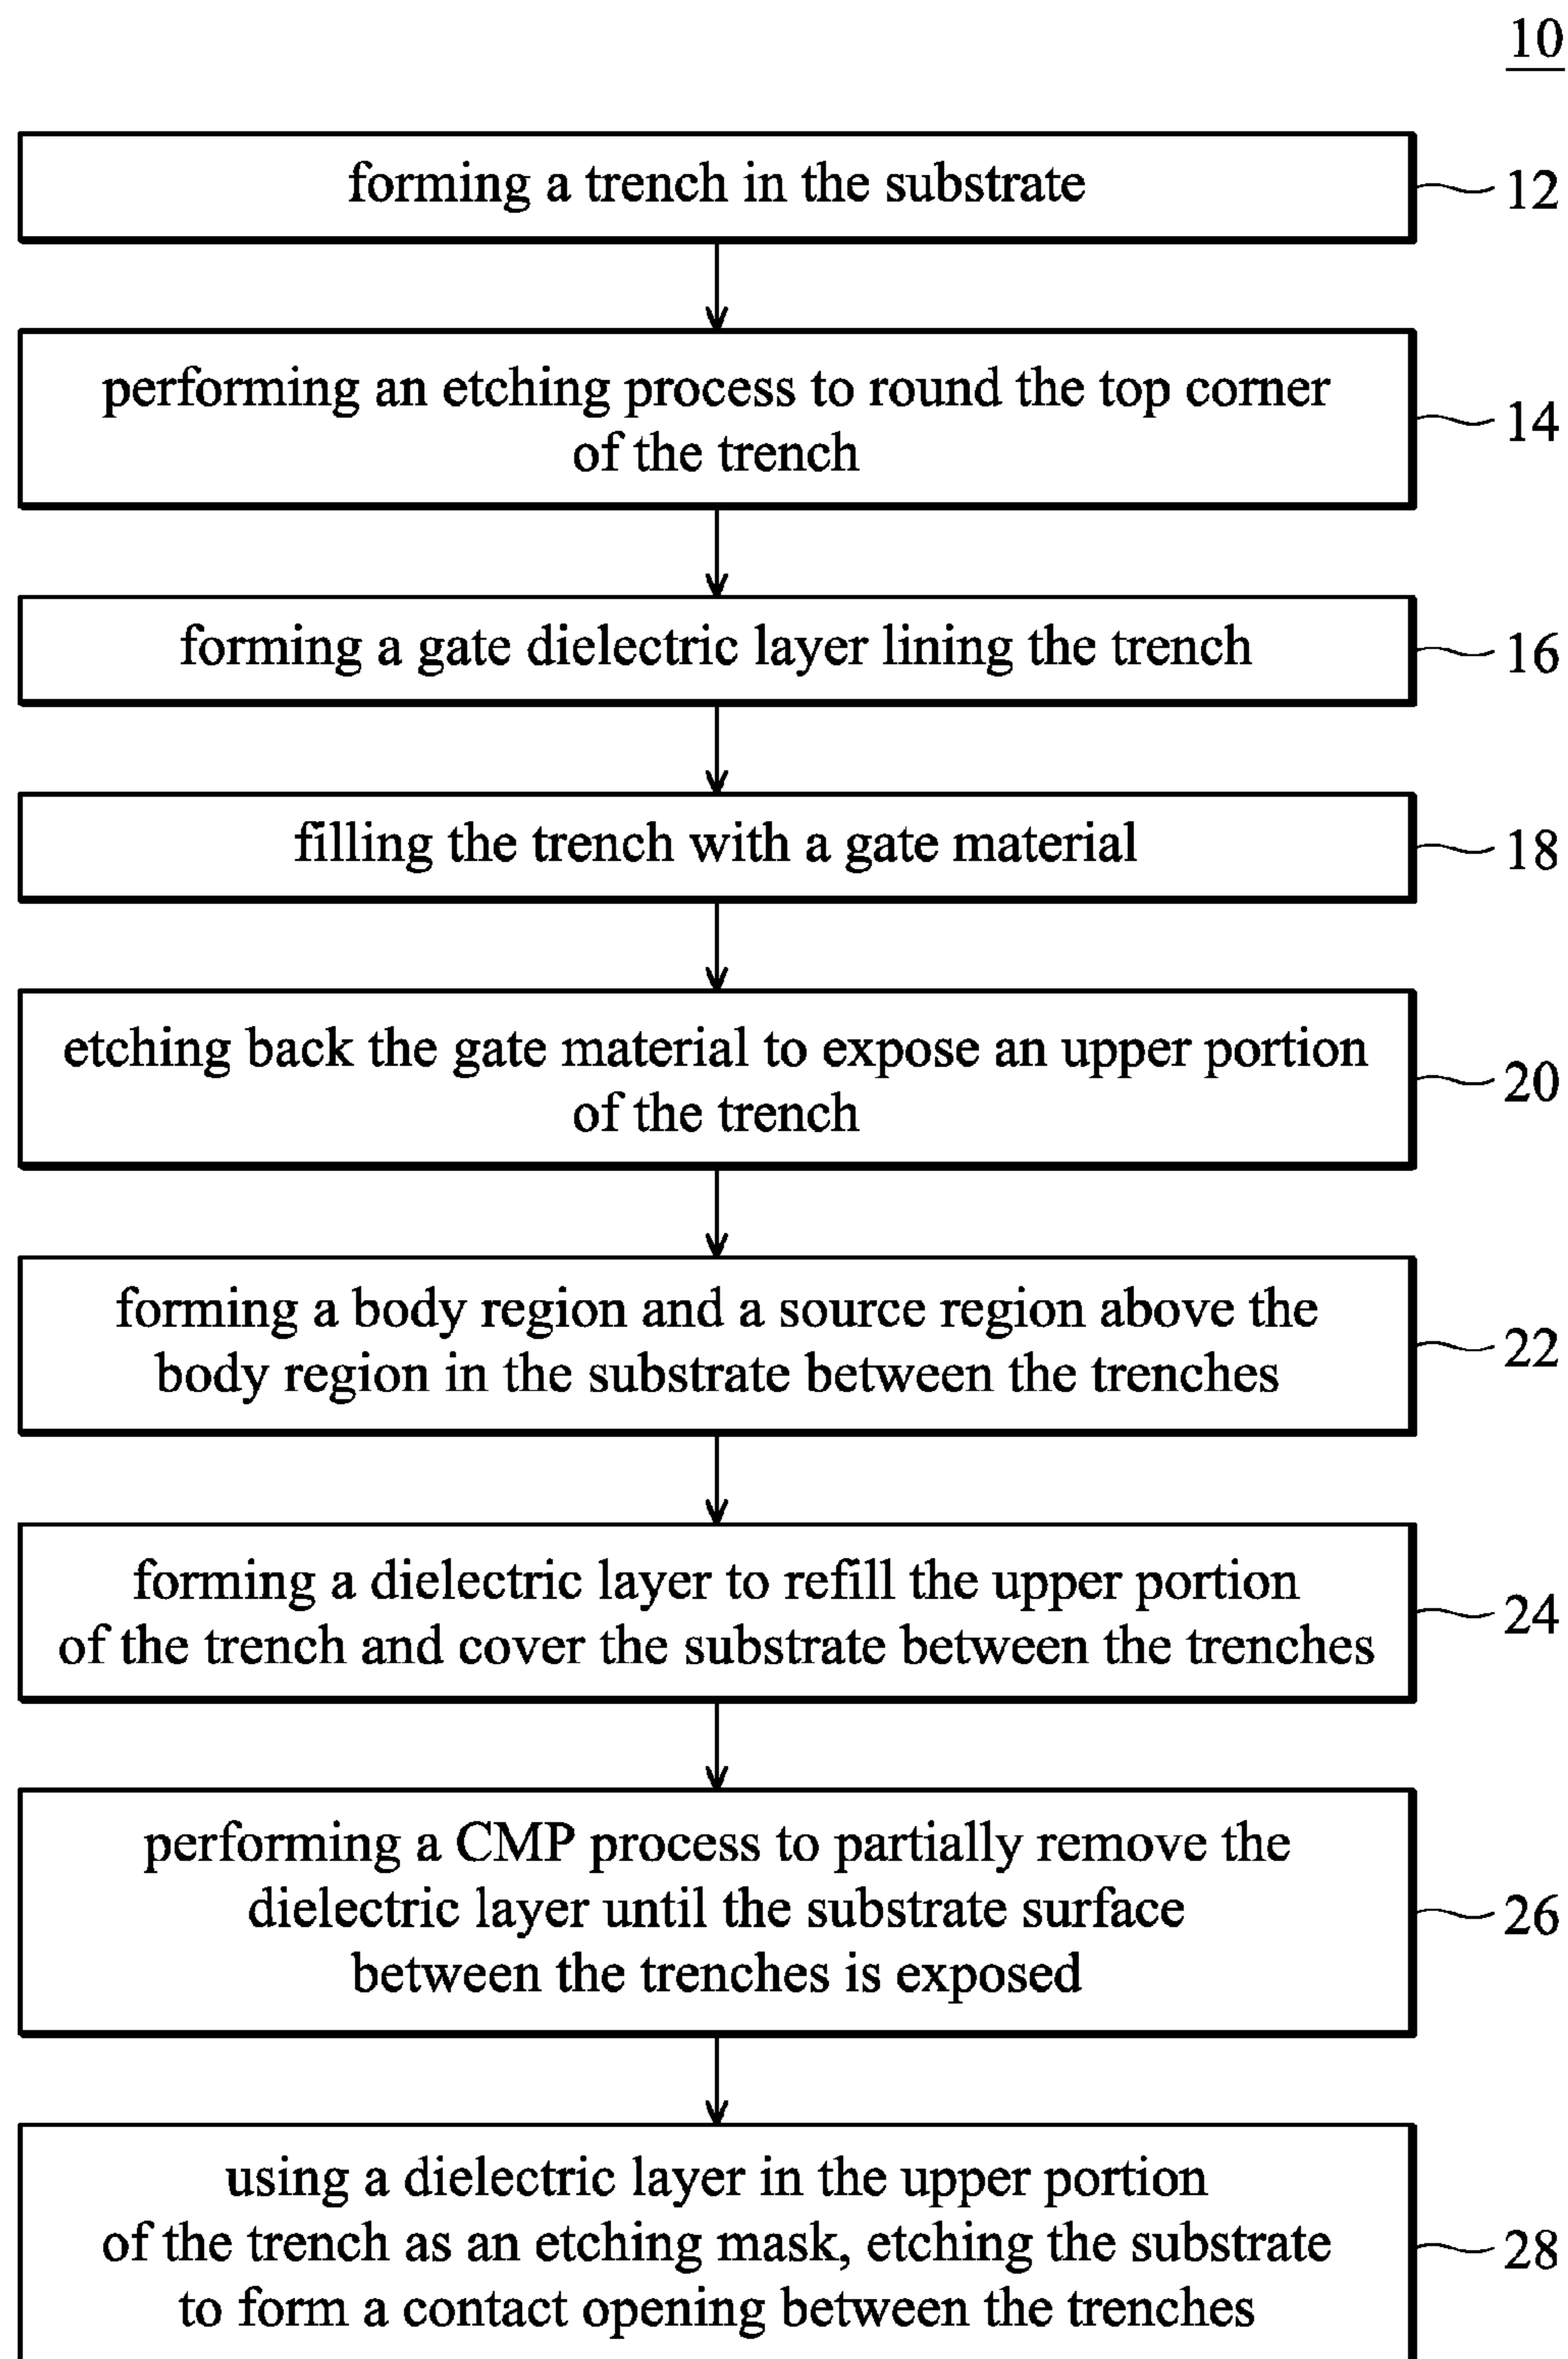 10
forming a trench in the substrate
12
performing an etching process to round the top corner
of the trench
14
forming a gate dielectric layer lining the trench
16
filling the trench with a gate material
18
etching back the gate material to expose an upper portion
of the trench
20
forming a body region and a source region above the
body region in the substrate between the trenches
22
forming a dielectric layer to refill the upper portion
of the trench and cover the substrate between the trenches
24
performing a CMP process to partially remove the
dielectric layer until the substrate surface
between the trenches is exposed
26
using a dielectric layer in the upper portion
of the trench as an etching mask, etching the substrate
to form a contact opening between the trenches
28